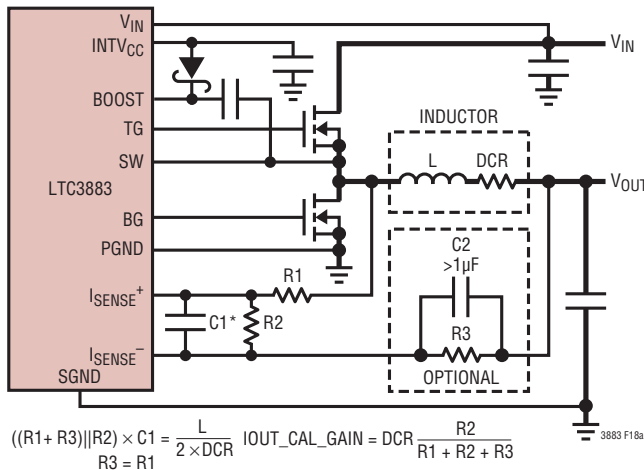 VIN
INTVCC
BOOST
TG
SW
LTC3883
BG
PGND
ISENSE+
ISENSE–
SGND
VIN
INDUCTOR
L
DCR
VOUT
C2
>1µF
R1
C1*
R2
R3
OPTIONAL
3883 F18a
((R1+ R3)||R2) × C1 = L / 2 × DCR IOUT_CAL_GAIN = DCR R2 / R1 + R2 + R3
R3 = R1